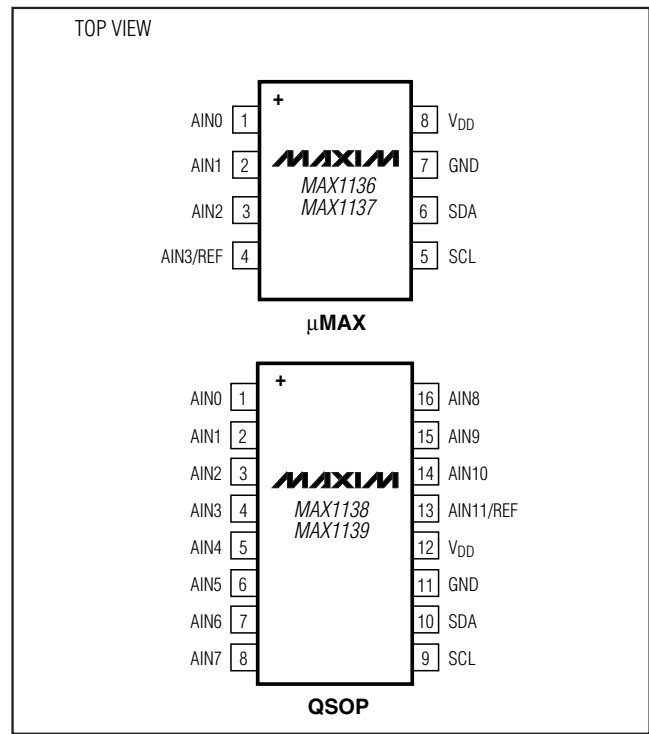 TOP VIEW
+
AIN0 1 8 VDD
AIN1 2 MAXIM 7 GND
MAX1136
AIN2 3 MAX1137 6 SDA
AIN3/REF 4 5 SCL
μMAX
+
AIN0 1 16 AIN8
AIN1 2 15 AIN9
AIN2 3 MAXIM 14 AIN10
AIN3 4 MAX1138 13 AIN11/REF
MAX1139
AIN4 5 12 VDD
AIN5 6 11 GND
AIN6 7 10 SDA
AIN7 8 9 SCL
QSOP